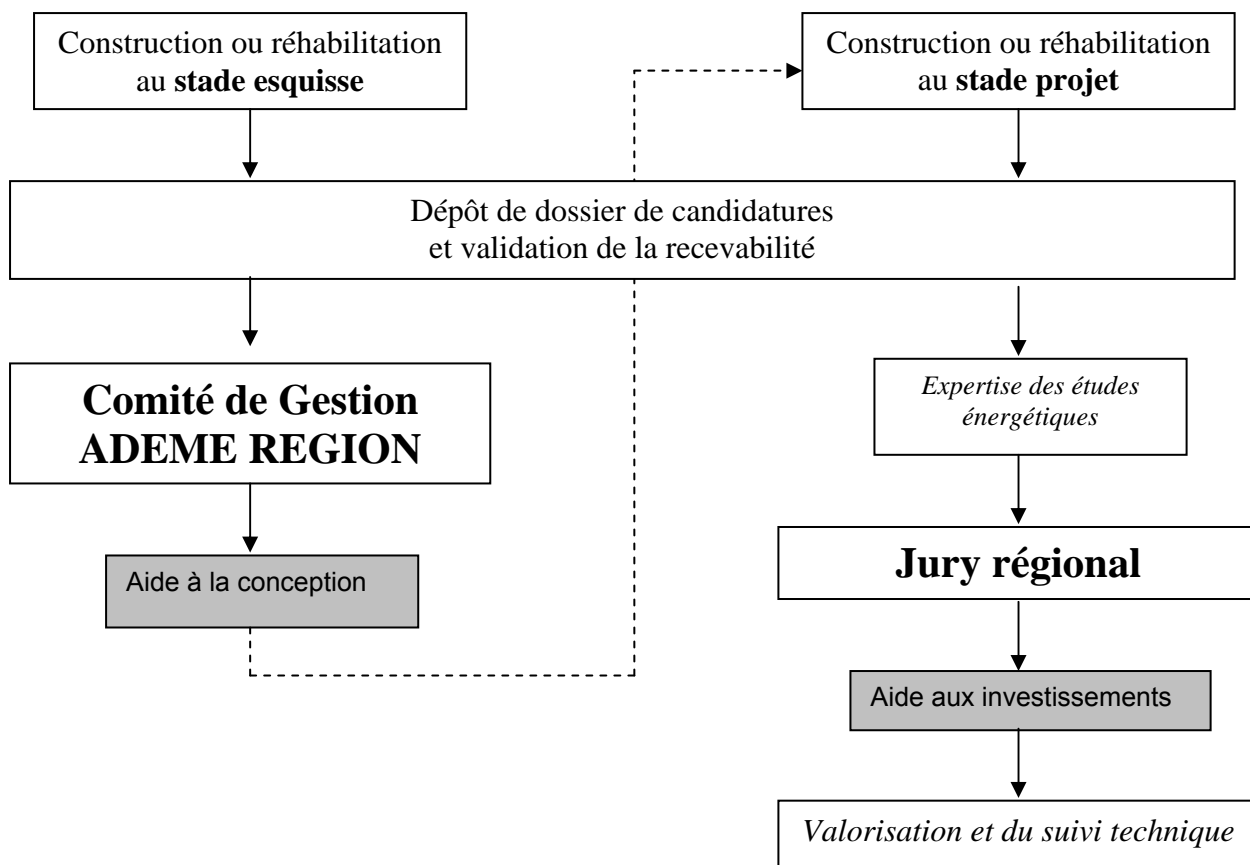 Construction ou réhabilitation
au stade esquisse
Construction ou réhabilitation
au stade projet
Dépôt de dossier de candidatures
et validation de la recevabilité
Comité de Gestion
ADEME REGION
Aide à la conception
Expertise des études
énergétiques
Jury régional
Aide aux investissements
Valorisation et du suivi technique